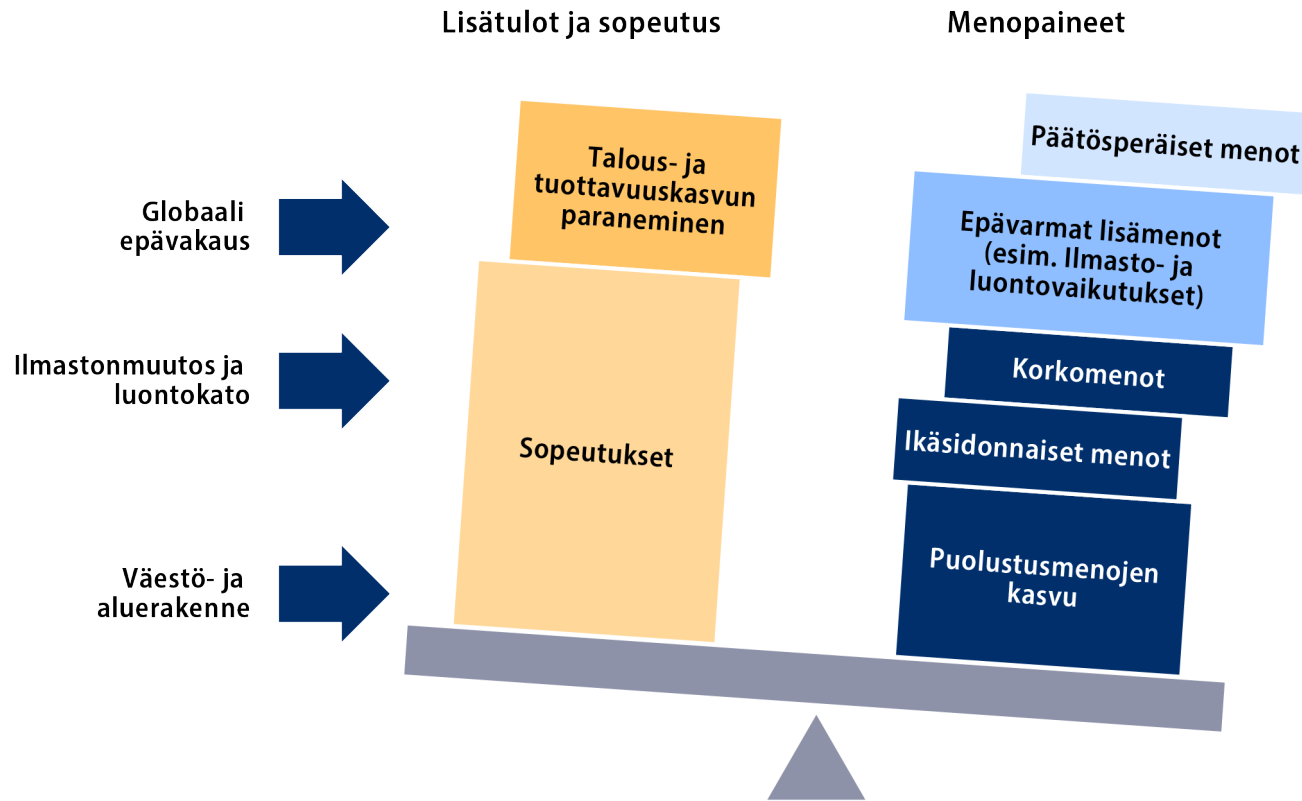 Lisätulot ja sopeutus
Menopaineet
Globaali
epävakaus
Ilmastonmuutos ja
luontokato
Väestö- ja
aluerakenne
Talous- ja
tuottavuuskasvun
paraneminen
Sopeutukset
Päätösperäiset menot
Epävarmat lisämenot
(esim. Ilmasto- ja
luontovaikutukset)
Korkomenot
Ikäsidonnaiset menot
Puolustusmenojen
kasvu